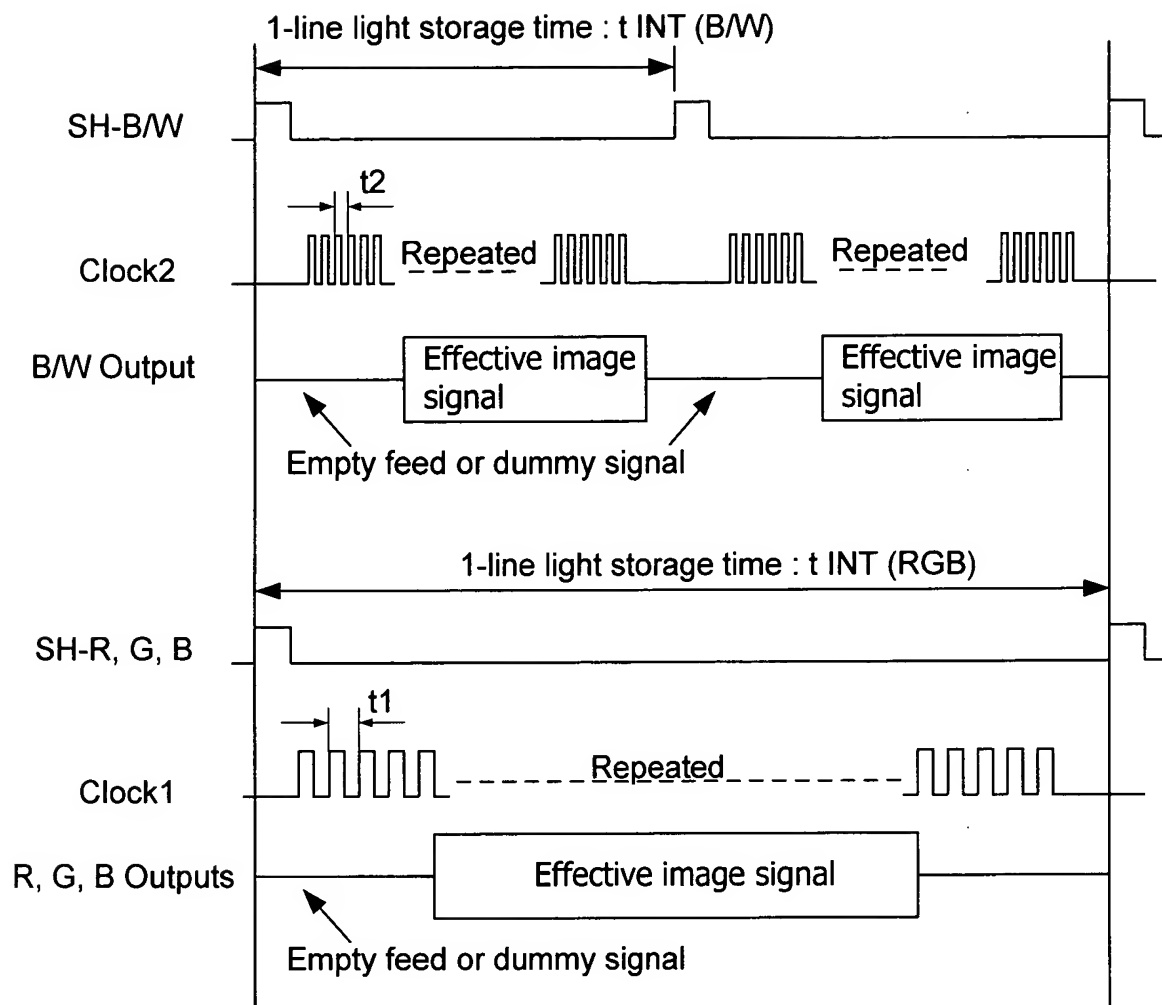 1-line light storage time : t INT (B/W)
SH-B/W
t2
Clock2
Repeated
Repeated
B/W Output
Effective image
signal
Effective image
signal
Empty feed or dummy signal
1-line light storage time : t INT (RGB)
SH-R, G, B
t1
Clock1
Repeated
R, G, B Outputs
Effective image signal
Empty feed or dummy signal